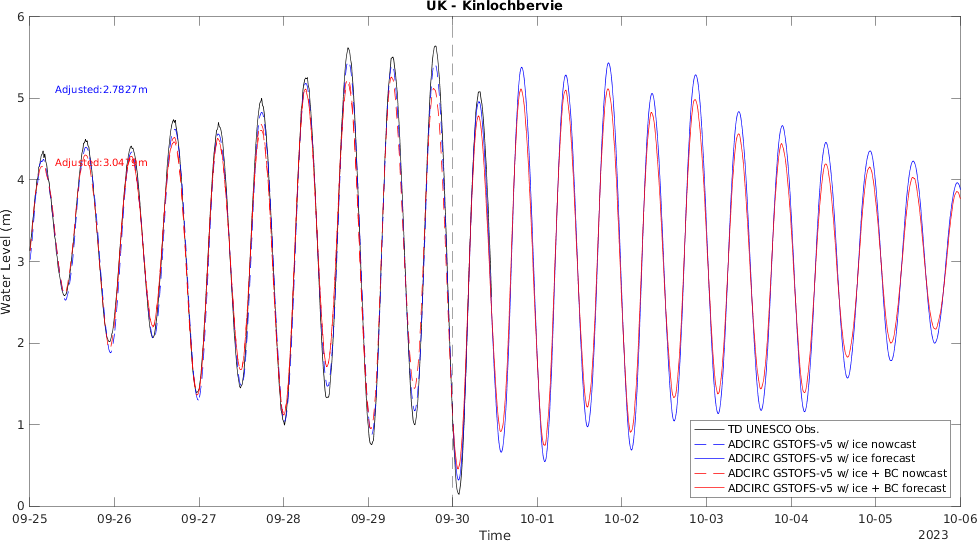 UK - Kinlochbervie
6
5
4
3
2
1
0
Water Level (m)
Adjusted:2.7827m
TD UNESCO Obs.
ADCIRC GSTOFS-v5 w/ ice nowcast
ADCIRC GSTOFS-v5 w/ ice forecast
ADCIRC GSTOFS-v5 w/ ice + BC nowcast
ADCIRC GSTOFS-v5 w/ ice + BC forecast
09-25 09-26 09-27 09-28 09-29 09-30 10-01 10-02 10-03 10-04 10-05 10-06
Time
2023